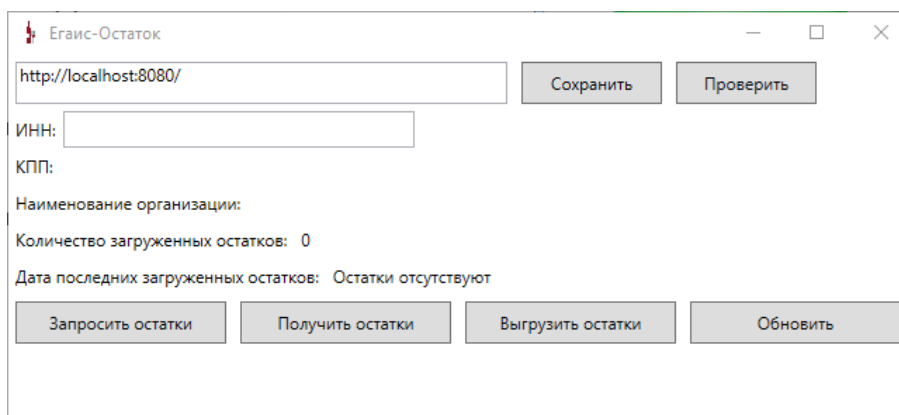 Егаис-Остаток
http://localhost:8080/ Сохранить Проверить
ИНН:
КПП:
Наименование организации:
Количество загруженных остатков: 0
Дата последних загруженных остатков: Остатки отсутствуют
Запросить остатки Получить остатки Выгрузить остатки Обновить